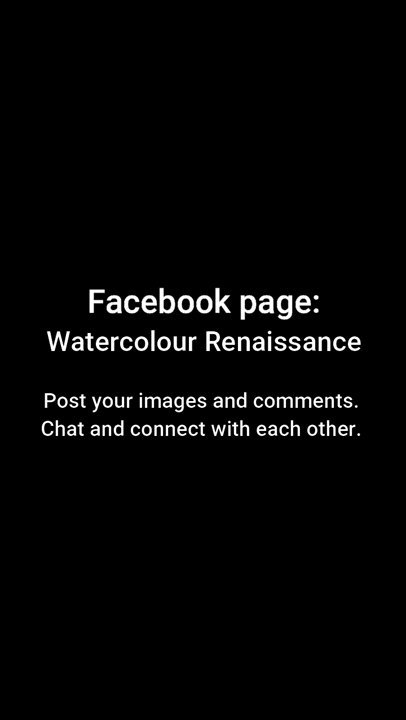 Facebook page:
Watercolour Renaissance
Post your images and comments.
Chat and connect with each other.